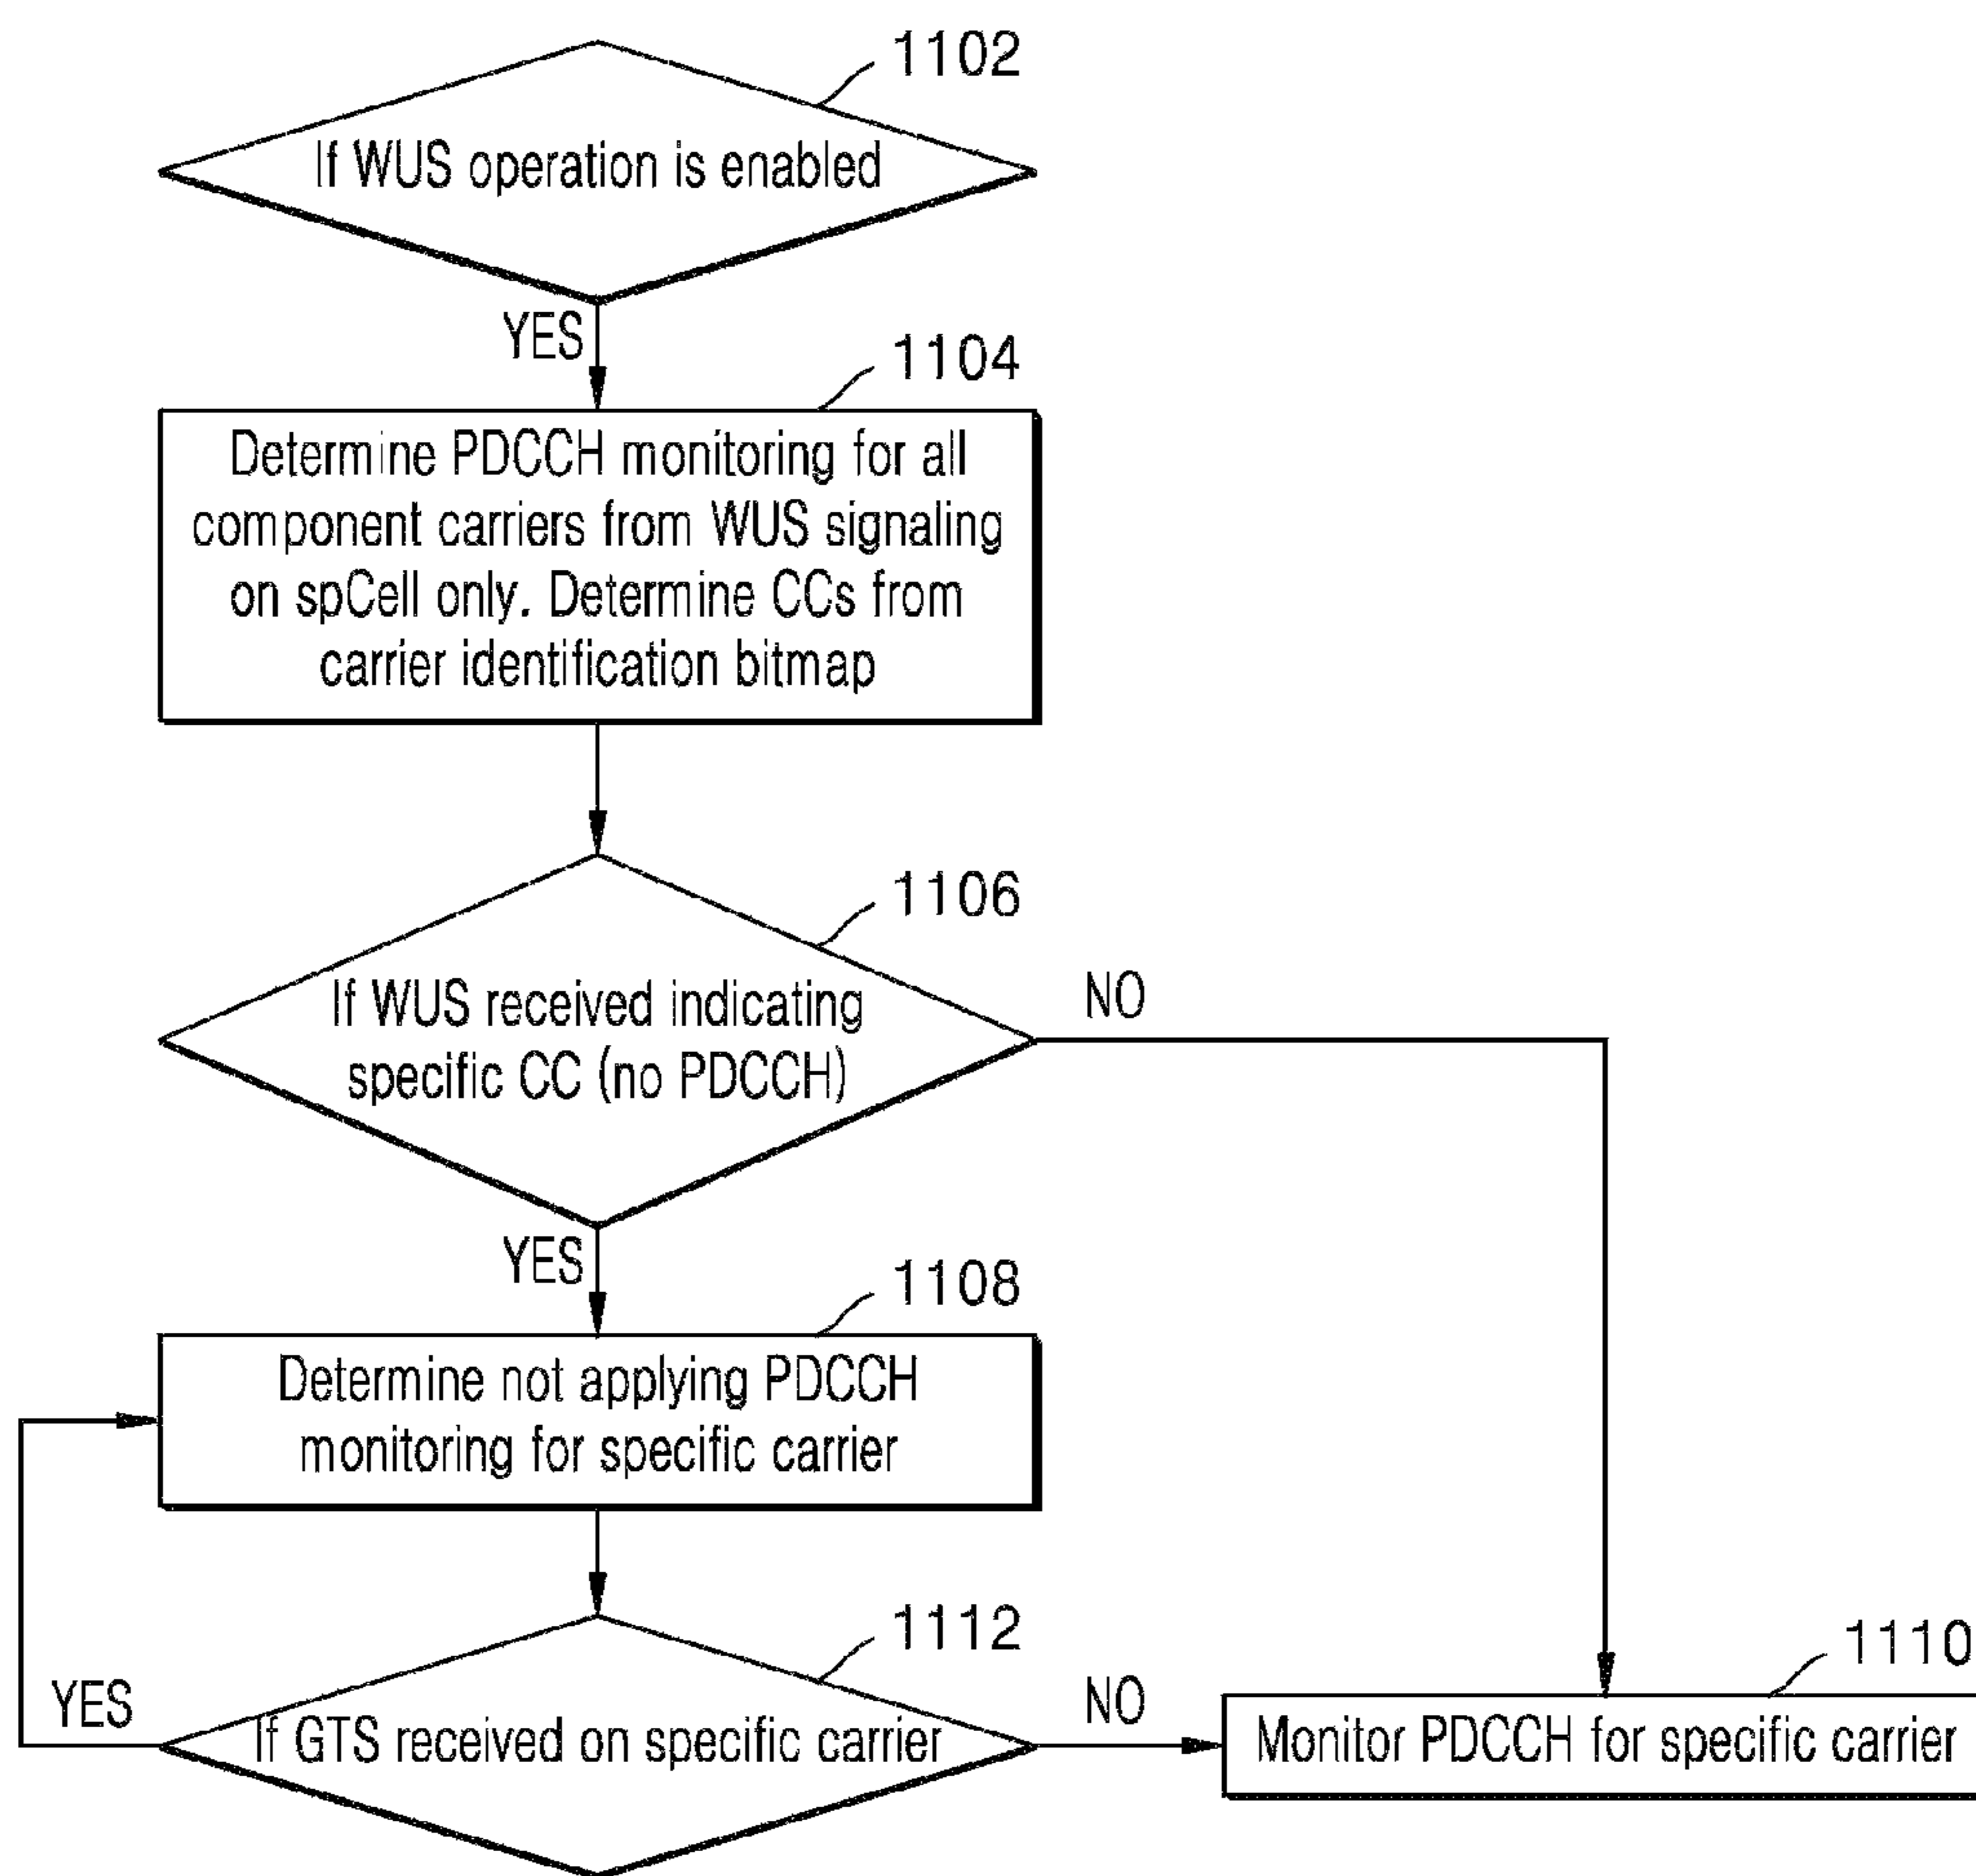 1102
If WUS operation is enabled
YES
1104
Determine PDCCH monitoring for all
component carriers from WUS signaling
on spCell only. Determine CCs from
carrier identification bitmap
1106
If WUS received indicating
specific CC (no PDCCH)
NO
YES
1108
Determine not applying PDCCH
monitoring for specific carrier
1112
If GTS received on specific carrier
YES
NO
1110
Monitor PDCCH for specific carrier